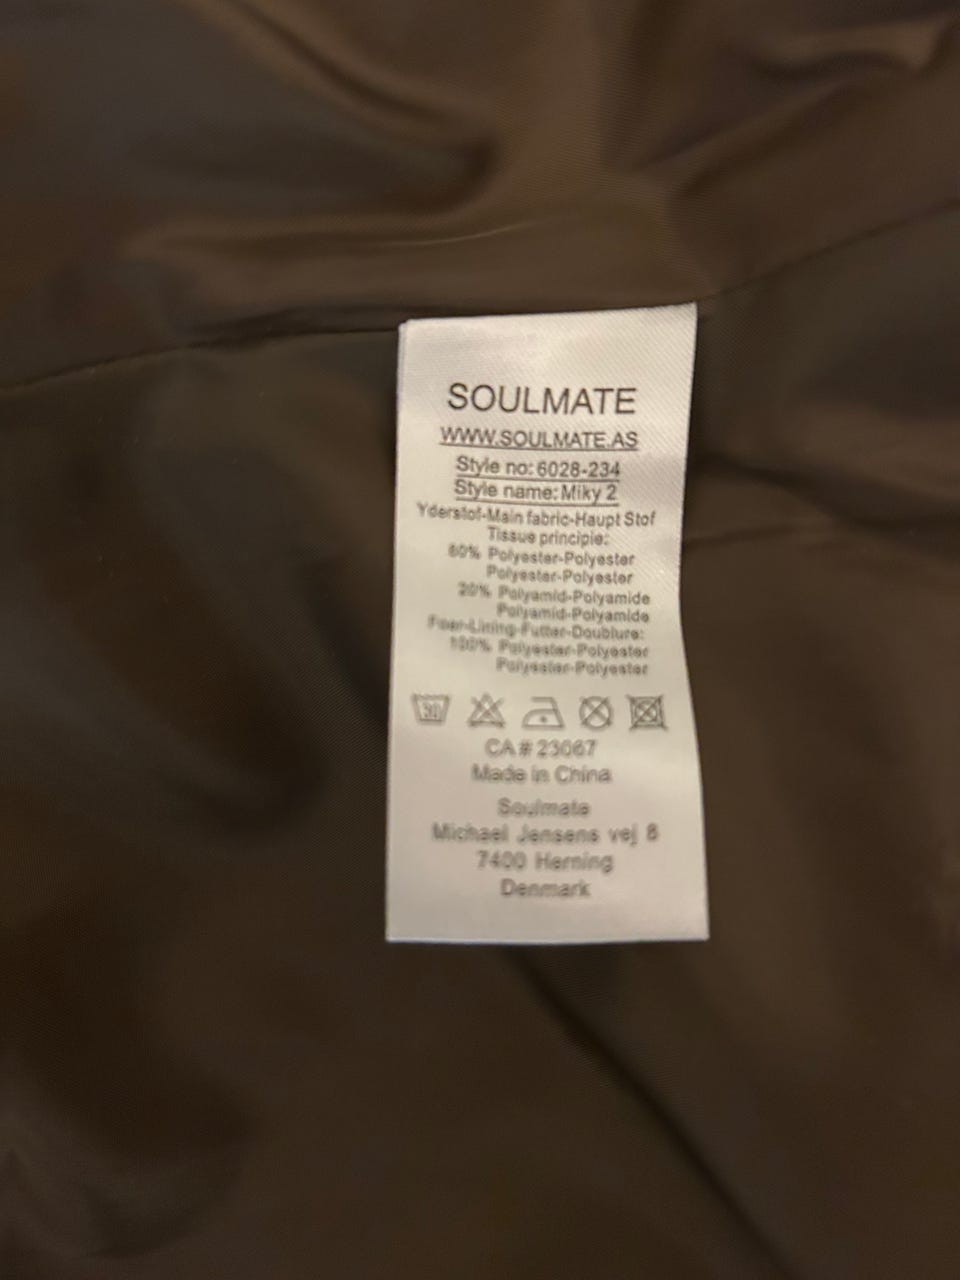 SOULMATE
WWW.SOULMATE.AS
Style no: 6028-234
Style name: Miky 2
Yderstof-Main fabric-Haupt Stof
Tissue principle:
80% Polyester-Polyester
Polyester-Polyester
20% Polyamid-Polyamide
Polyamid-Polyamide
Foer-Lining-Futter-Doublure:
100% Polyester-Polyester
Polyester-Polyester
30
CA # 23067
Made in China
Soulmate
Michael Jensens vej 8
7400 Herning
Denmark